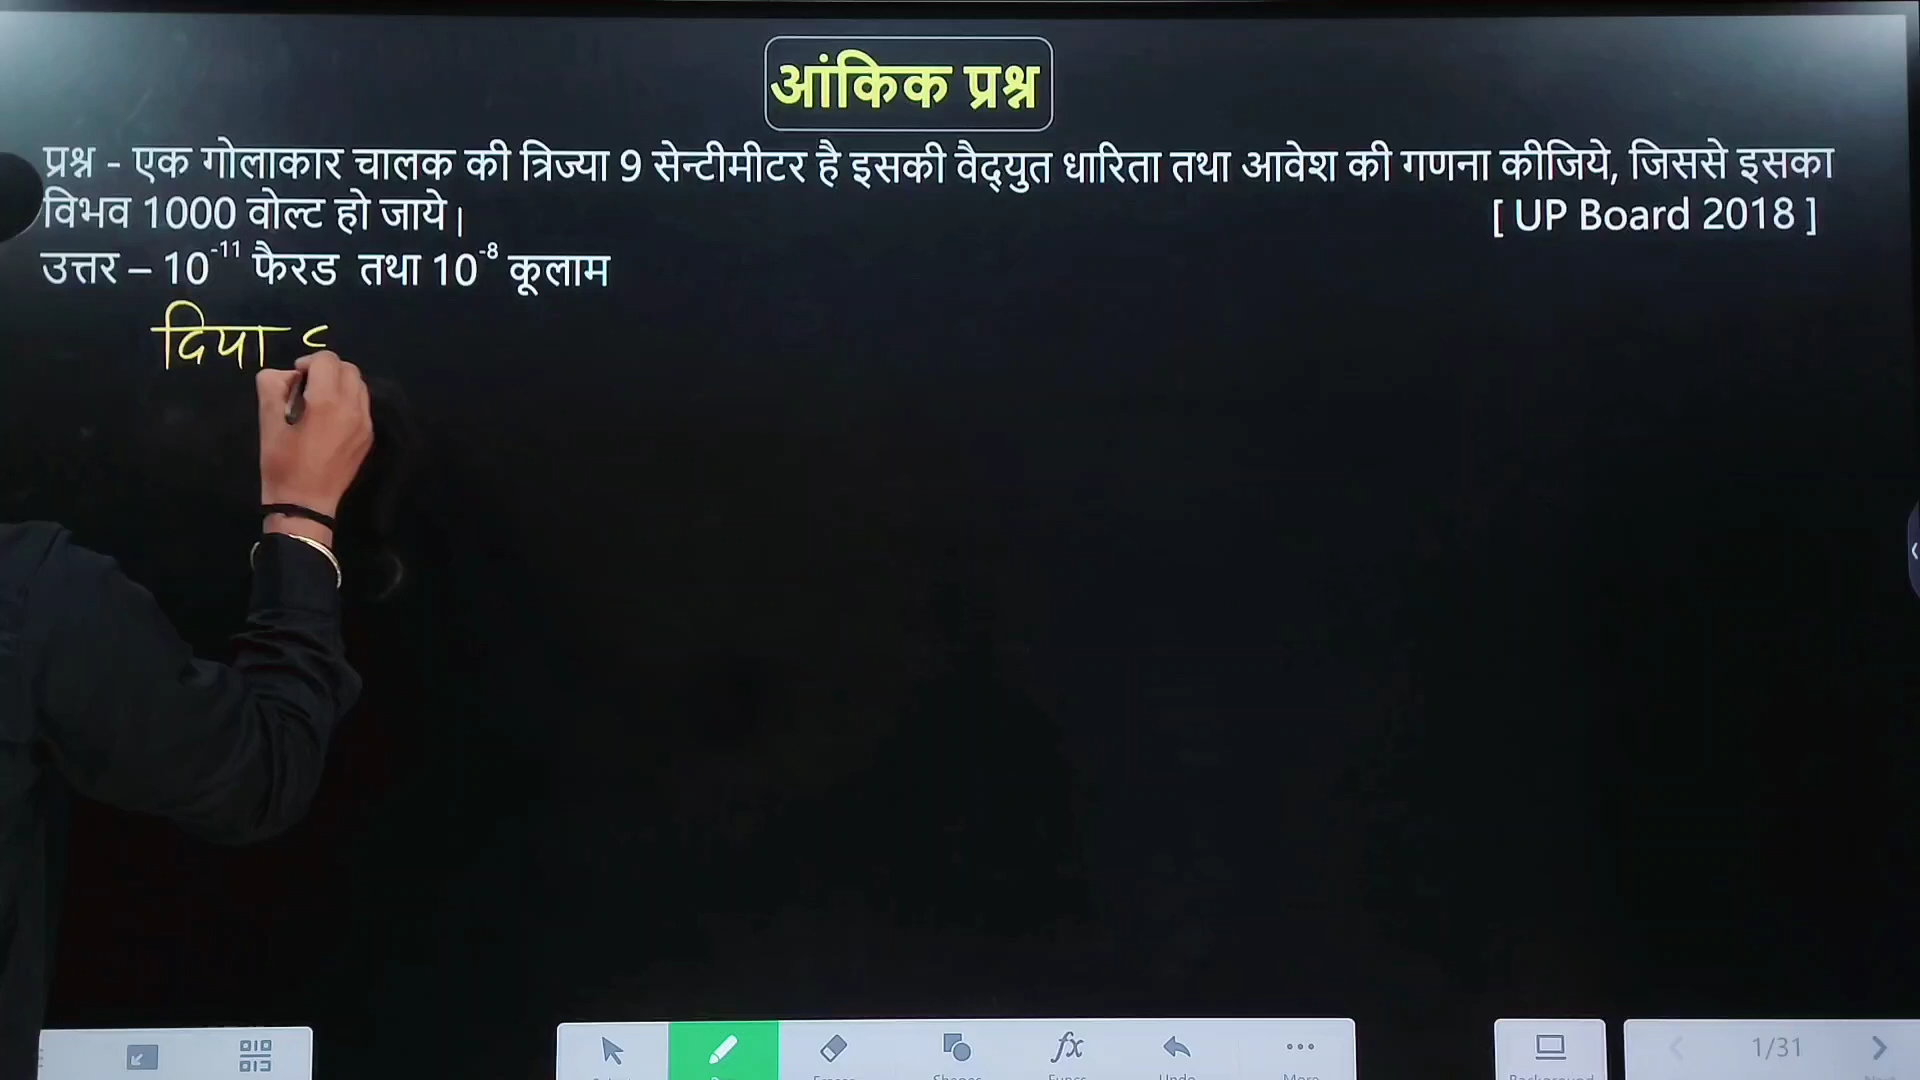 आंकिक प्रश्न
प्रश्न - एक गोलाकार चालक की त्रिज्या 9 सेन्टीमीटर है इसकी वैद्युत धारिता तथा आवेश की गणना कीजिये, जिससे इसका
विभव 1000 वोल्ट हो जाये।
[ UP Board 2018 ]
उत्तर – 10⁻¹¹ फैरड तथा 10⁻⁸ कूलाम
दिया
fx
1/31